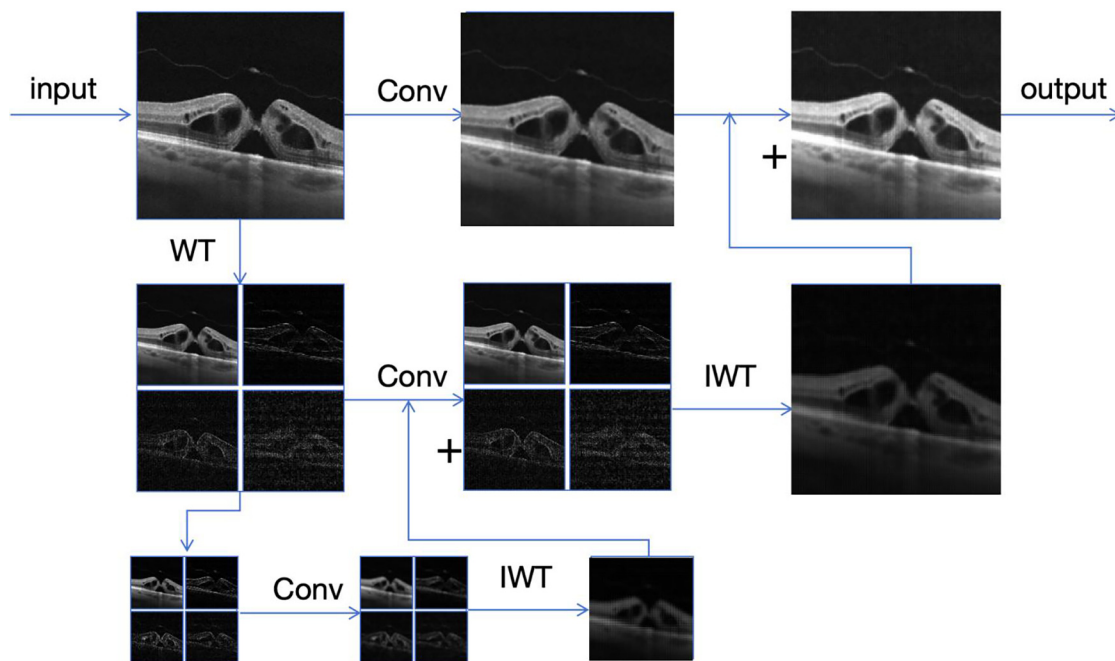 input
Conv
output
+
WT
Conv
IWT
+
Conv
IWT